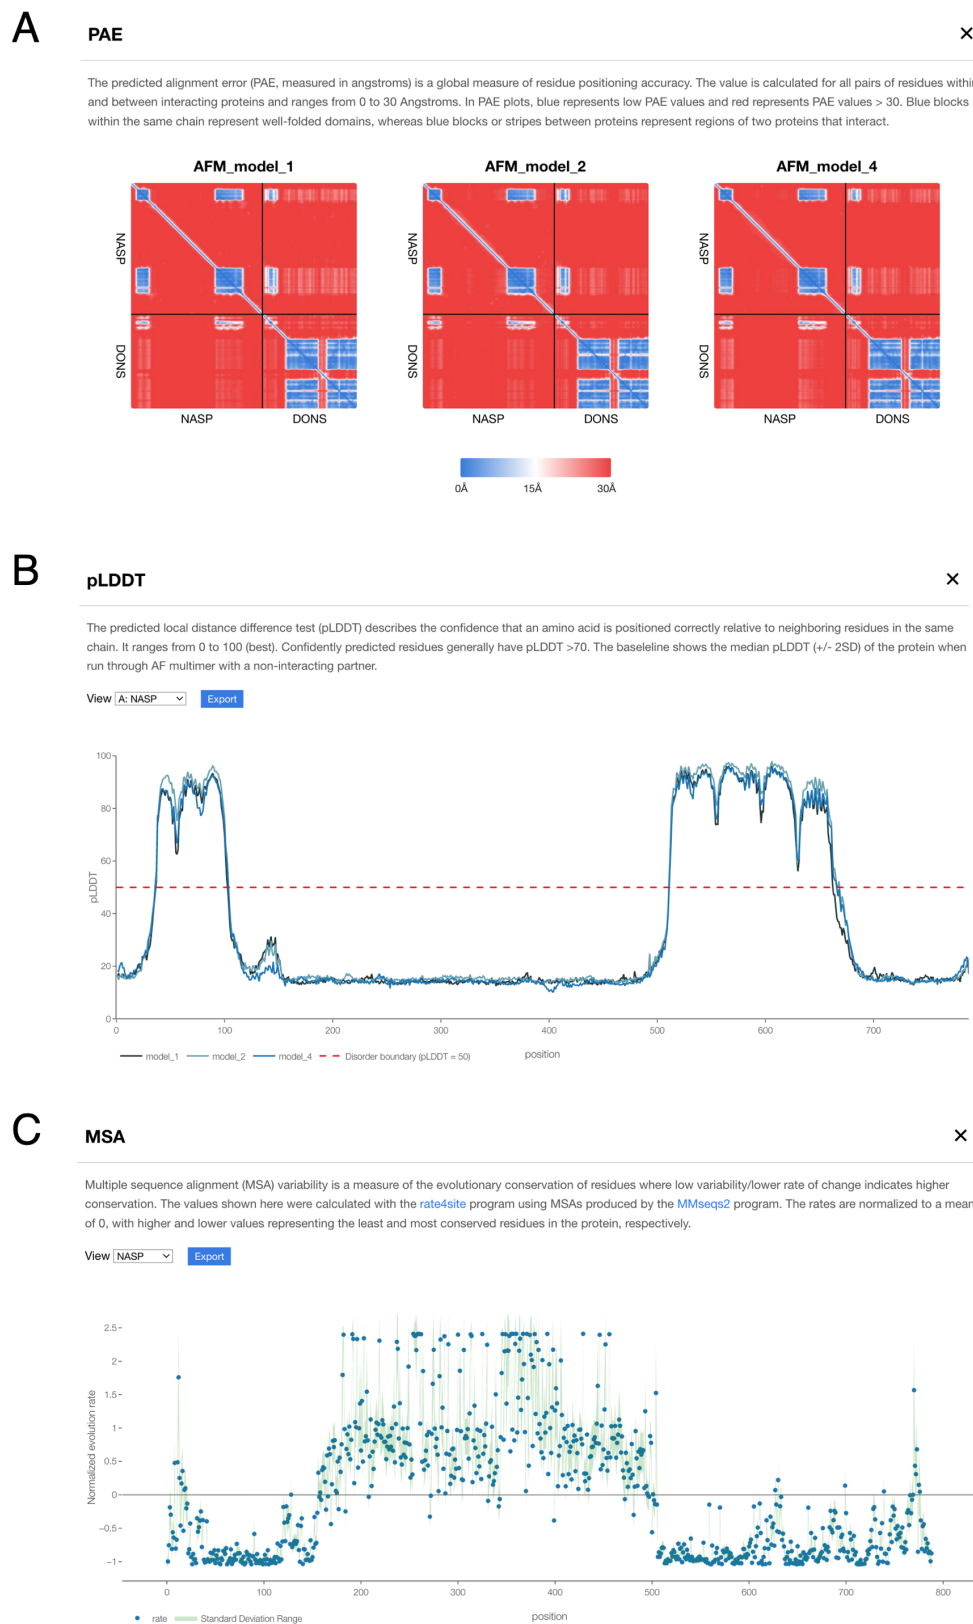 A
PAE
×
The predicted alignment error (PAE, measured in angstroms) is a global measure of residue positioning accuracy. The value is calculated for all pairs of residues within
and between interacting proteins and ranges from 0 to 30 Angstroms. In PAE plots, blue represents low PAE values and red represents PAE values > 30. Blue blocks
within the same chain represent well-folded domains, whereas blue blocks or stripes between proteins represent regions of two proteins that interact.
AFM_model_1 AFM_model_2 AFM_model_4
NASP NASP NASP
DONS DONS DONS
NASP DONS NASP DONS NASP DONS
0Å 15Å 30Å
B
pLDDT
×
The predicted local distance difference test (pLDDT) describes the confidence that an amino acid is positioned correctly relative to neighboring residues in the same
chain. It ranges from 0 to 100 (best). Confidently predicted residues generally have pLDDT >70. The baseleline shows the median pLDDT (+/- 2SD) of the protein when
run through AF multimer with a non-interacting partner.
View A: NASP Export
100
80
60
40
20
0
pLDDT
0 100 200 300 400 500 600 700
position
model_1 model_2 model_4 Disorder boundary (pLDDT = 50)
C
MSA
×
Multiple sequence alignment (MSA) variability is a measure of the evolutionary conservation of residues where low variability/lower rate of change indicates higher
conservation. The values shown here were calculated with the rate4site program using MSAs produced by the MMseqs2 program. The rates are normalized to a mean
of 0, with higher and lower values representing the least and most conserved residues in the protein, respectively.
View NASP Export
2.5
2
1.5
1
0.5
0
−0.5
−1
Normalized evolution rate
0 100 200 300 400 500 600 700 800
position
rate Standard Deviation Range